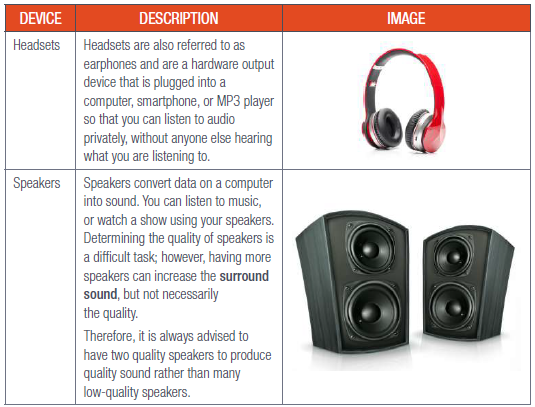 DEVICE DESCRIPTION IMAGE
Headsets
Headsets are also referred to as
earphones and are a hardware output
device that is plugged into a
computer, smartphone, or MP3 player
so that you can listen to audio
privately, without anyone else hearing
what you are listening to.
Speakers
Speakers convert data on a computer
into sound. You can listen to music,
or watch a show using your speakers.
Determining the quality of speakers is
a difficult task; however, having more
speakers can increase the surround
sound, but not necessarily
the quality.
Therefore, it is always advised to
have two quality speakers to produce
quality sound rather than many
low-quality speakers.